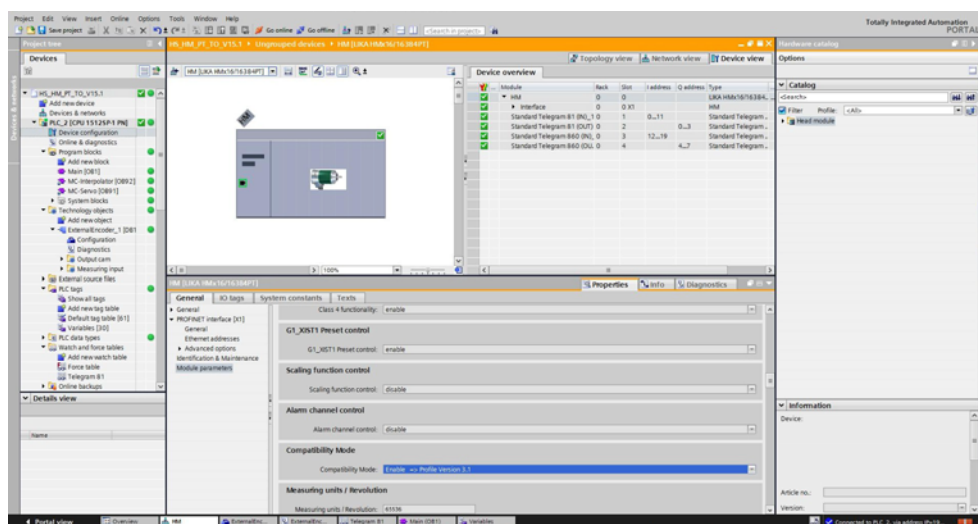 Project Edit View Insert Online Options Tools Window Help
Totally Integrated Automation
PORTAL
Save project Go online Go offline <Search in project>
Project tree
HS_HM_PT_TO_V15.1 Ungrouped devices HM [LIKA HMx16/16384PT]
Hardware catalog
Devices
Topology view Network view Device view
Options
HM [LIKA HMx16/16384PT]
Device overview
Module Rack Slot I address Q address Type
HM 0 0 LIKA HMx16/16384...
Interface 0 0 X1 HM
Standard Telegram 81 (IN)_1 0 1 0...11 Standard Telegram..
Standard Telegram 81 (OUT) 0 2 0...3 Standard Telegram..
Standard Telegram 860 (IN)_ 0 3 12...19 Standard Telegram..
Standard Telegram 860 (OU.. 0 4 4...7 Standard Telegram..
HM
100%
HS_HM_PT_TO_V15.1
Add new device
Devices & networks
PLC_2 [CPU 1512SP-1 PN]
Device configuration
Online & diagnostics
Program blocks
Add new block
Main [OB1]
MC-Interpolator [OB92]
MC-Servo [OB91]
System blocks
Technology objects
Add new object
ExternalEncoder_1 [DB1
Configuration
Diagnostics
Output cam
Measuring input
External source files
PLC tags
Show all tags
Add new tag table
Default tag table [61]
Variables [30]
PLC data types
Watch and force tables
Add new watch table
Force table
Telegram 81
Online backups
Details view
Name
Devices & networks
HM [LIKA HMx16/16384PT]
Properties Info Diagnostics
General IO tags System constants Texts
General
PROFINET interface [X1]
General
Ethernet addresses
Advanced options
Identification & Maintenance
Module parameters
Class 4 functionality: enable
G1_XIST1 Preset control
G1_XIST1 Preset control: enable
Scaling function control
Scaling function control: disable
Alarm channel control
Alarm channel control: disable
Compatibility Mode
Compatibility Mode: Enable => Profile Version 3.1
Measuring units / Revolution
Measuring units / Revolution: 65536
Catalog
<Search>
Filter Profile: <All>
Head module
Information
Device:
Article no.:
Version:
Portal view Overview HM ExternalEnc... ExternalEnc... Telegram 81 Main (OB1) Variables
Connected to PLC_2, via address IP=19...